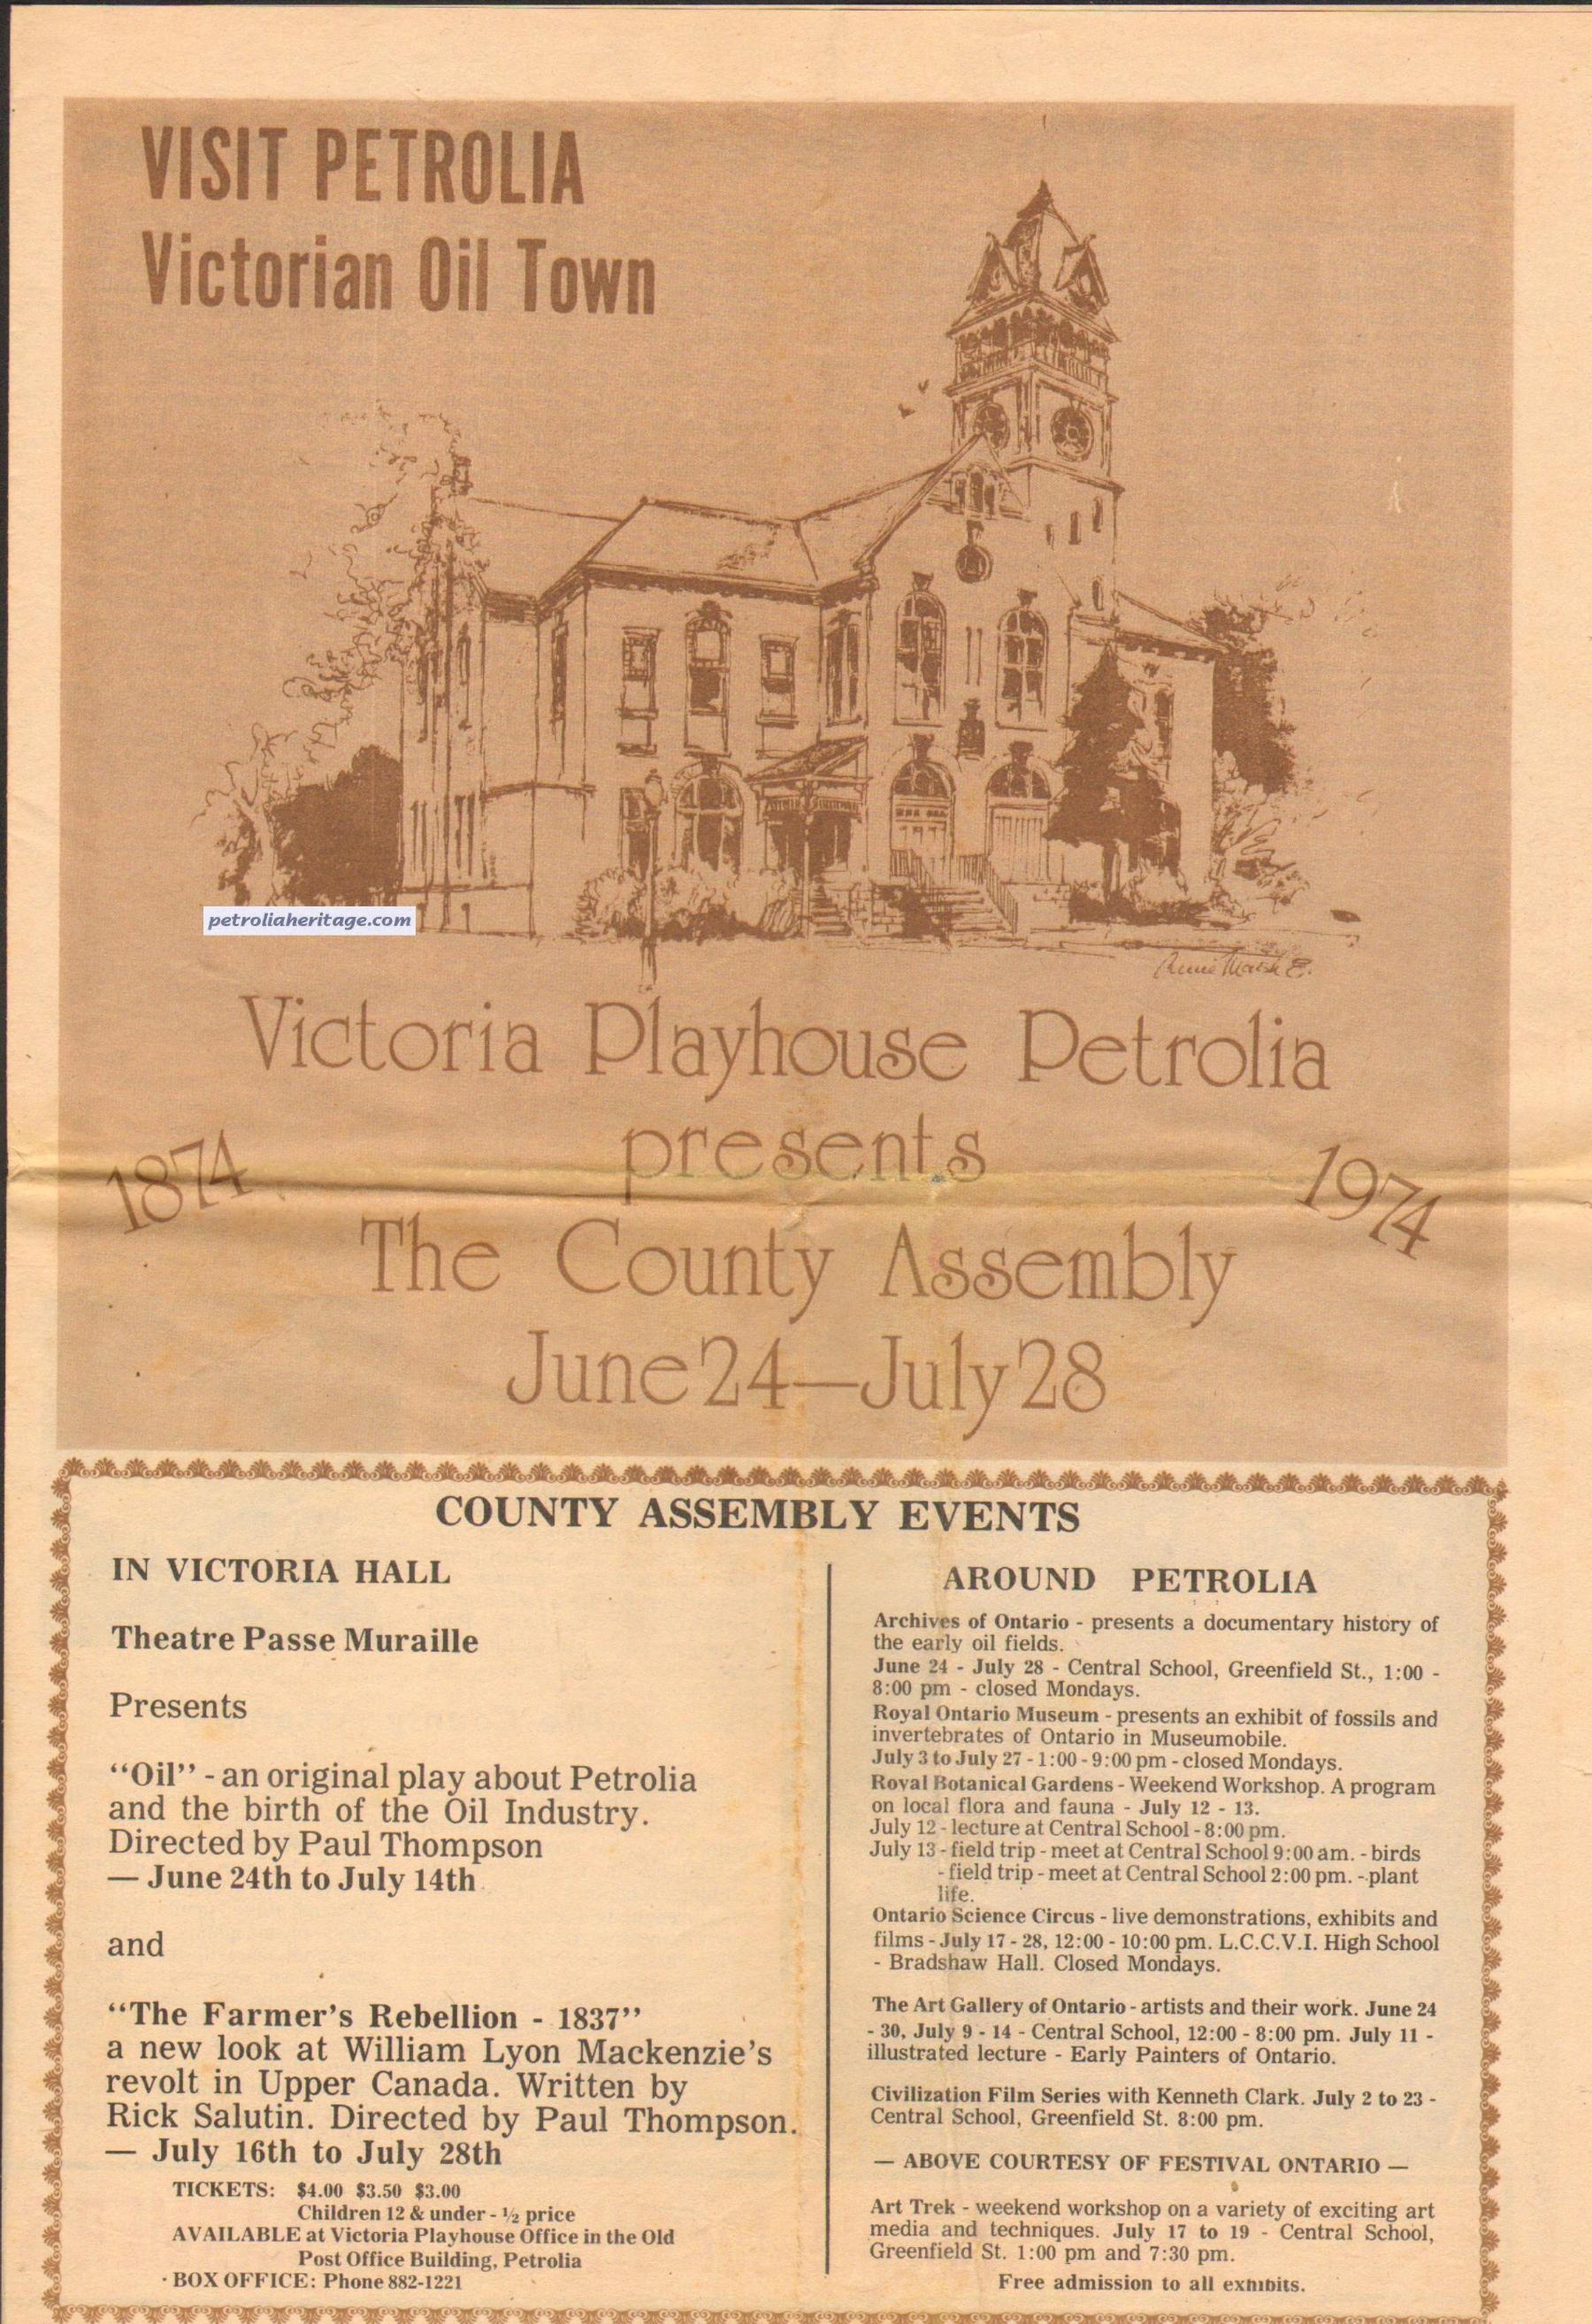 VISIT PETROLIA
Victorian Oil Town
petroliaheritage.com
Victoria Playhouse Petrolia
presents
1874
1974
The County Assembly
June 24—July 28
COUNTY ASSEMBLY EVENTS
IN VICTORIA HALL
Theatre Passe Muraille
Presents
"Oil" - an original play about Petrolia
and the birth of the Oil Industry.
Directed by Paul Thompson
— June 24th to July 14th
and
"The Farmer's Rebellion - 1837"
a new look at William Lyon Mackenzie's
revolt in Upper Canada. Written by
Rick Salutin. Directed by Paul Thompson.
— July 16th to July 28th
TICKETS: $4.00 $3.50 $3.00
Children 12 & under - ½ price
AVAILABLE at Victoria Playhouse Office in the Old
Post Office Building, Petrolia
BOX OFFICE: Phone 882-1221
AROUND PETROLIA
Archives of Ontario - presents a documentary history of
the early oil fields.
June 24 - July 28 - Central School, Greenfield St., 1:00 -
8:00 pm - closed Mondays.
Royal Ontario Museum - presents an exhibit of fossils and
invertebrates of Ontario in Museumobile.
July 3 to July 27 - 1:00 - 9:00 pm - closed Mondays.
Royal Botanical Gardens - Weekend Workshop. A program
on local flora and fauna - July 12 - 13.
July 12 - lecture at Central School - 8:00 pm.
July 13 - field trip - meet at Central School 9:00 am. - birds
- field trip - meet at Central School 2:00 pm. - plant
life.
Ontario Science Circus - live demonstrations, exhibits and
films - July 17 - 28, 12:00 - 10:00 pm. L.C.C.V.I. High School
- Bradshaw Hall. Closed Mondays.
The Art Gallery of Ontario - artists and their work. June 24
- 30, July 9 - 14 - Central School, 12:00 - 8:00 pm. July 11 -
illustrated lecture - Early Painters of Ontario.
Civilization Film Series with Kenneth Clark. July 2 to 23 -
Central School, Greenfield St. 8:00 pm.
— ABOVE COURTESY OF FESTIVAL ONTARIO —
Art Trek - weekend workshop on a variety of exciting art
media and techniques. July 17 to 19 - Central School,
Greenfield St. 1:00 pm and 7:30 pm.
Free admission to all exhibits.